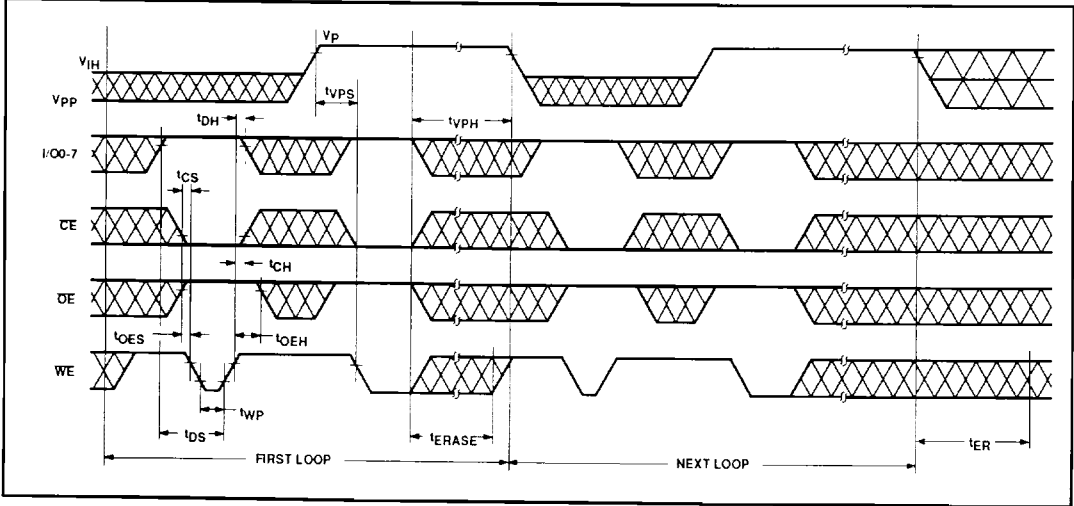 VP
VIH
VPP
tVPS
tDH
tVPH
I/O0-7
tCS
CE
tCH
OE
tOES
tOEH
WE
tWP
tDS
tERASE
tER
FIRST LOOP
NEXT LOOP